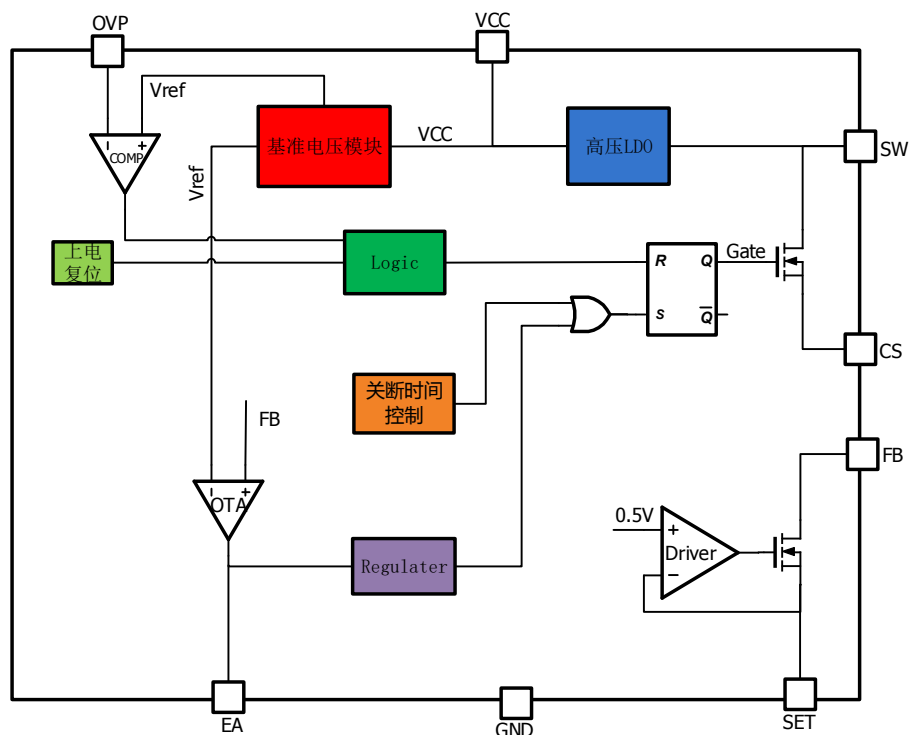 OVP
VCC
Vref
基准电压模块
VCC
高压LDO
SW
COMP
Vref
上电
复位
Logic
R
Q
Gate
S
Q
CS
关断时间
控制
FB
FB
OTA
0.5V
Driver
Regulater
EA
GND
SET